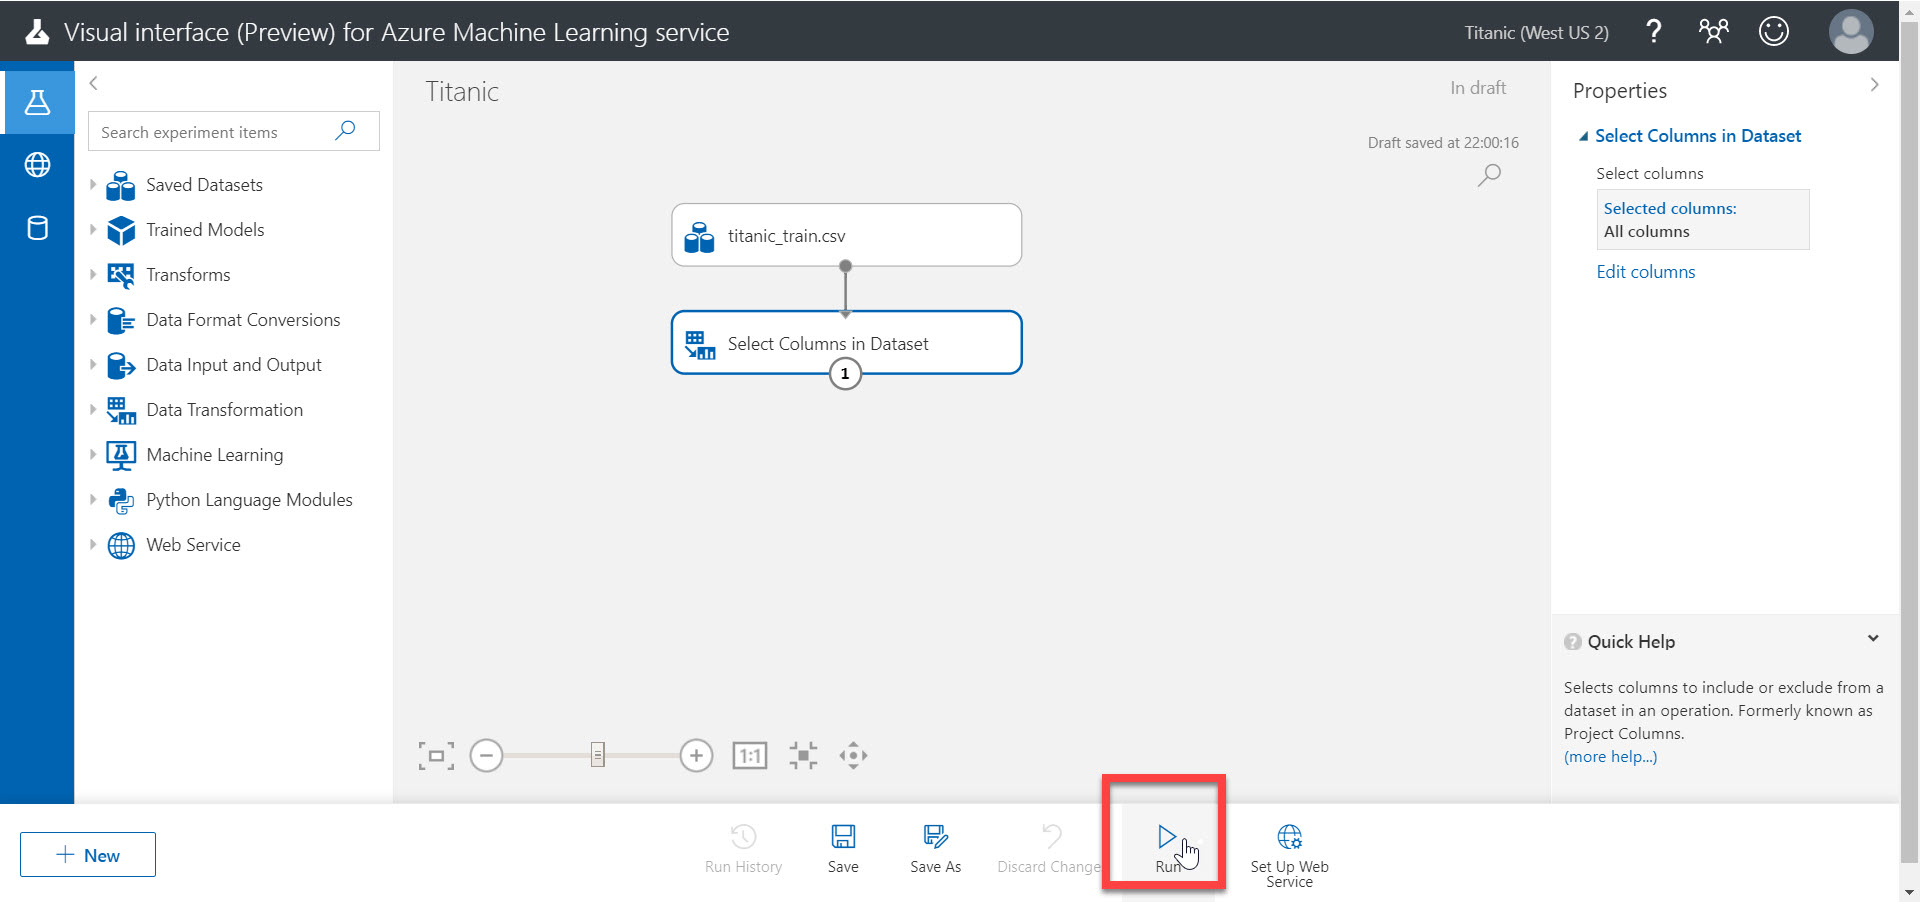 Visual interface (Preview) for Azure Machine Learning service
Titanic (West US 2)
?
Search experiment items
Saved Datasets
Trained Models
Transforms
Data Format Conversions
Data Input and Output
Data Transformation
Machine Learning
Python Language Modules
Web Service
Titanic
In draft
Draft saved at 22:00:16
titanic_train.csv
Select Columns in Dataset
1
1:1
Properties
Select Columns in Dataset
Select columns
Selected columns:
All columns
Edit columns
? Quick Help
Selects columns to include or exclude from a
dataset in an operation. Formerly known as
Project Columns.
(more help...)
New
Run History
Save
Save As
Discard Change
Run
Set Up Web
Service